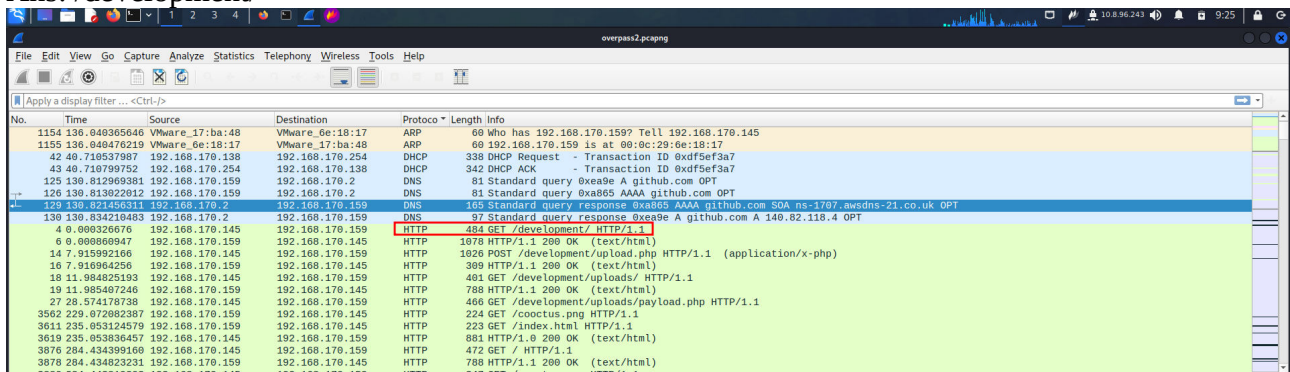 1 2 3 4 10.8.96.243 9:25
overpass2.pcapng
File Edit View Go Capture Analyze Statistics Telephony Wireless Tools Help
Apply a display filter ... <Ctrl-/>
No. Time Source Destination Protoco Length Info
1154 136.040365646 VMware_17:ba:48 VMware_6e:18:17 ARP 60 Who has 192.168.170.159? Tell 192.168.170.145
1155 136.040476219 VMware_6e:18:17 VMware_17:ba:48 ARP 60 192.168.170.159 is at 00:0c:29:6e:18:17
42 40.710537987 192.168.170.138 192.168.170.254 DHCP 338 DHCP Request - Transaction ID 0xdf5ef3a7
43 40.710799752 192.168.170.254 192.168.170.138 DHCP 342 DHCP ACK - Transaction ID 0xdf5ef3a7
125 130.812969381 192.168.170.159 192.168.170.2 DNS 81 Standard query 0xea9e A github.com OPT
126 130.813022012 192.168.170.159 192.168.170.2 DNS 81 Standard query 0xa865 AAAA github.com OPT
129 130.821456311 192.168.170.2 192.168.170.159 DNS 165 Standard query response 0xa865 AAAA github.com SOA ns-1707.awsdns-21.co.uk OPT
130 130.834210483 192.168.170.2 192.168.170.159 DNS 97 Standard query response 0xea9e A github.com A 140.82.118.4 OPT
4 0.000326676 192.168.170.145 192.168.170.159 HTTP 484 GET /development/ HTTP/1.1
6 0.000860947 192.168.170.159 192.168.170.145 HTTP 1078 HTTP/1.1 200 OK (text/html)
14 7.915992166 192.168.170.145 192.168.170.159 HTTP 1026 POST /development/upload.php HTTP/1.1 (application/x-php)
16 7.916964256 192.168.170.159 192.168.170.145 HTTP 309 HTTP/1.1 200 OK (text/html)
18 11.984825193 192.168.170.145 192.168.170.159 HTTP 401 GET /development/uploads/ HTTP/1.1
19 11.985407246 192.168.170.159 192.168.170.145 HTTP 788 HTTP/1.1 200 OK (text/html)
27 28.574178738 192.168.170.145 192.168.170.159 HTTP 466 GET /development/uploads/payload.php HTTP/1.1
3562 229.072082387 192.168.170.145 192.168.170.159 HTTP 224 GET /cooctus.png HTTP/1.1
3611 235.053124579 192.168.170.145 192.168.170.159 HTTP 223 GET /index.html HTTP/1.1
3619 235.053836457 192.168.170.159 192.168.170.145 HTTP 881 HTTP/1.0 200 OK (text/html)
3876 284.434399160 192.168.170.145 192.168.170.159 HTTP 472 GET / HTTP/1.1
3878 284.434823231 192.168.170.159 192.168.170.145 HTTP 788 HTTP/1.1 200 OK (text/html)